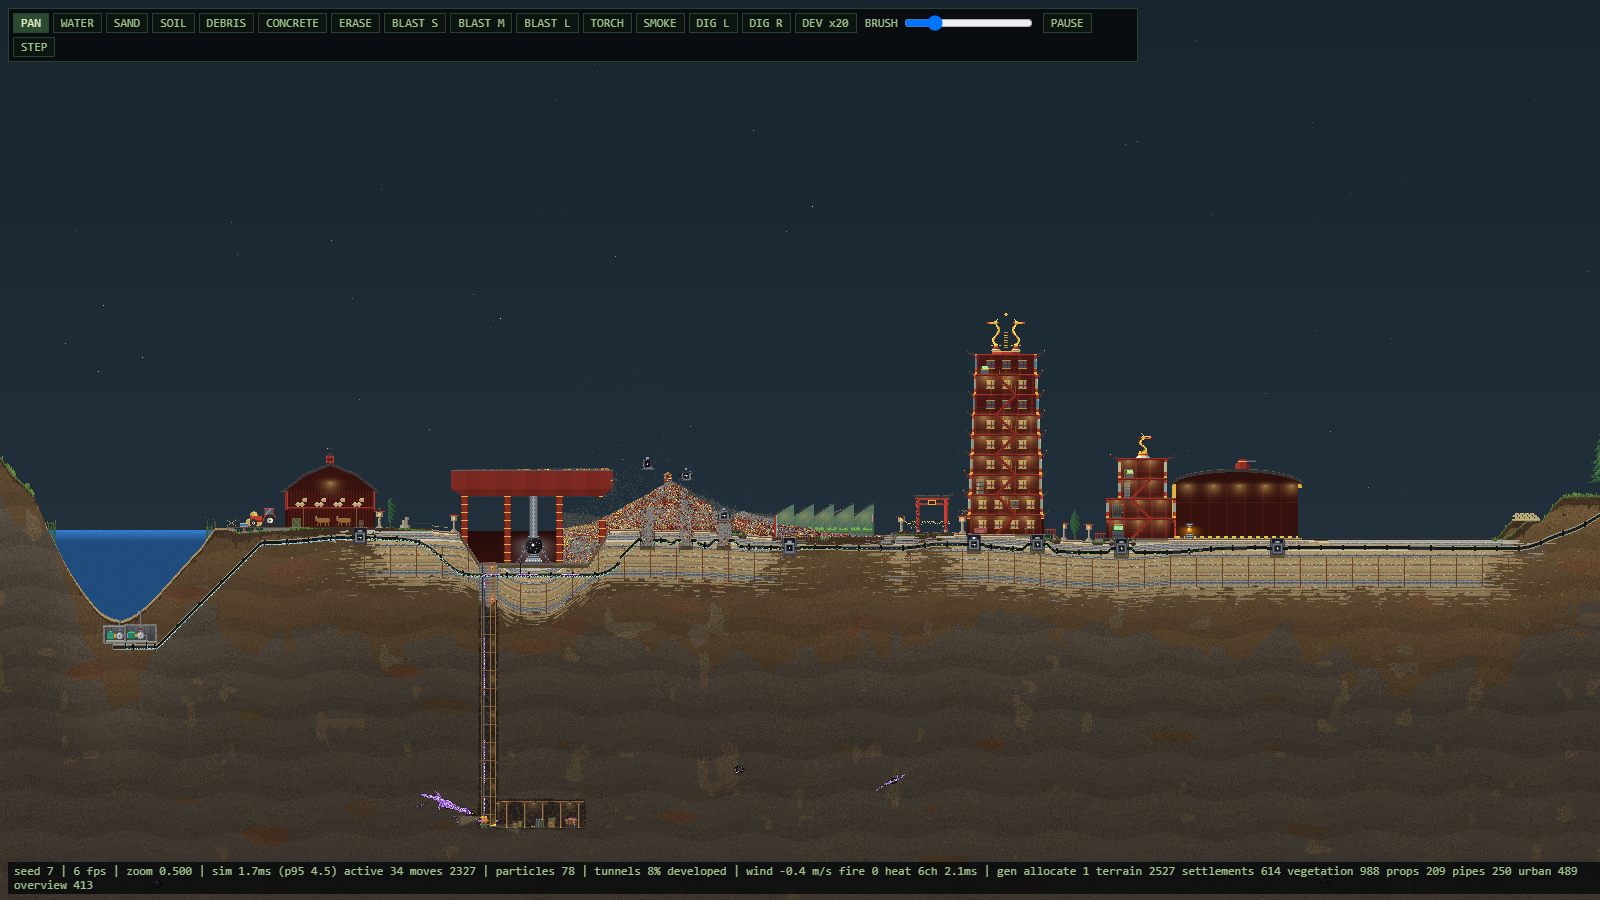 PAN WATER SAND SOIL DEBRIS CONCRETE ERASE BLAST S BLAST M BLAST L TORCH SMOKE DIG L DIG R DEV x20 BRUSH PAUSE
STEP
seed 7 | 6 fps | zoom 0.500 | sim 1.7ms (p95 4.5) active 34 moves 2327 | particles 78 | tunnels 8% developed | wind -0.4 m/s fire 0 heat 6ch 2.1ms | gen allocate 1 terrain 2527 settlements 614 vegetation 988 props 209 pipes 250 urban 489
overview 413